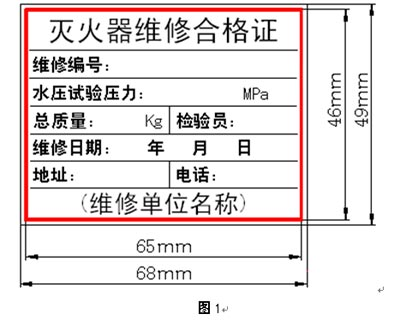 灭火器维修合格证
维修编号：
水压试验压力： MPa
总质量： Kg 检验员：
维修日期： 年 月 日
地址： 电话：
(维修单位名称)
46mm
49mm
65mm
68mm
图1